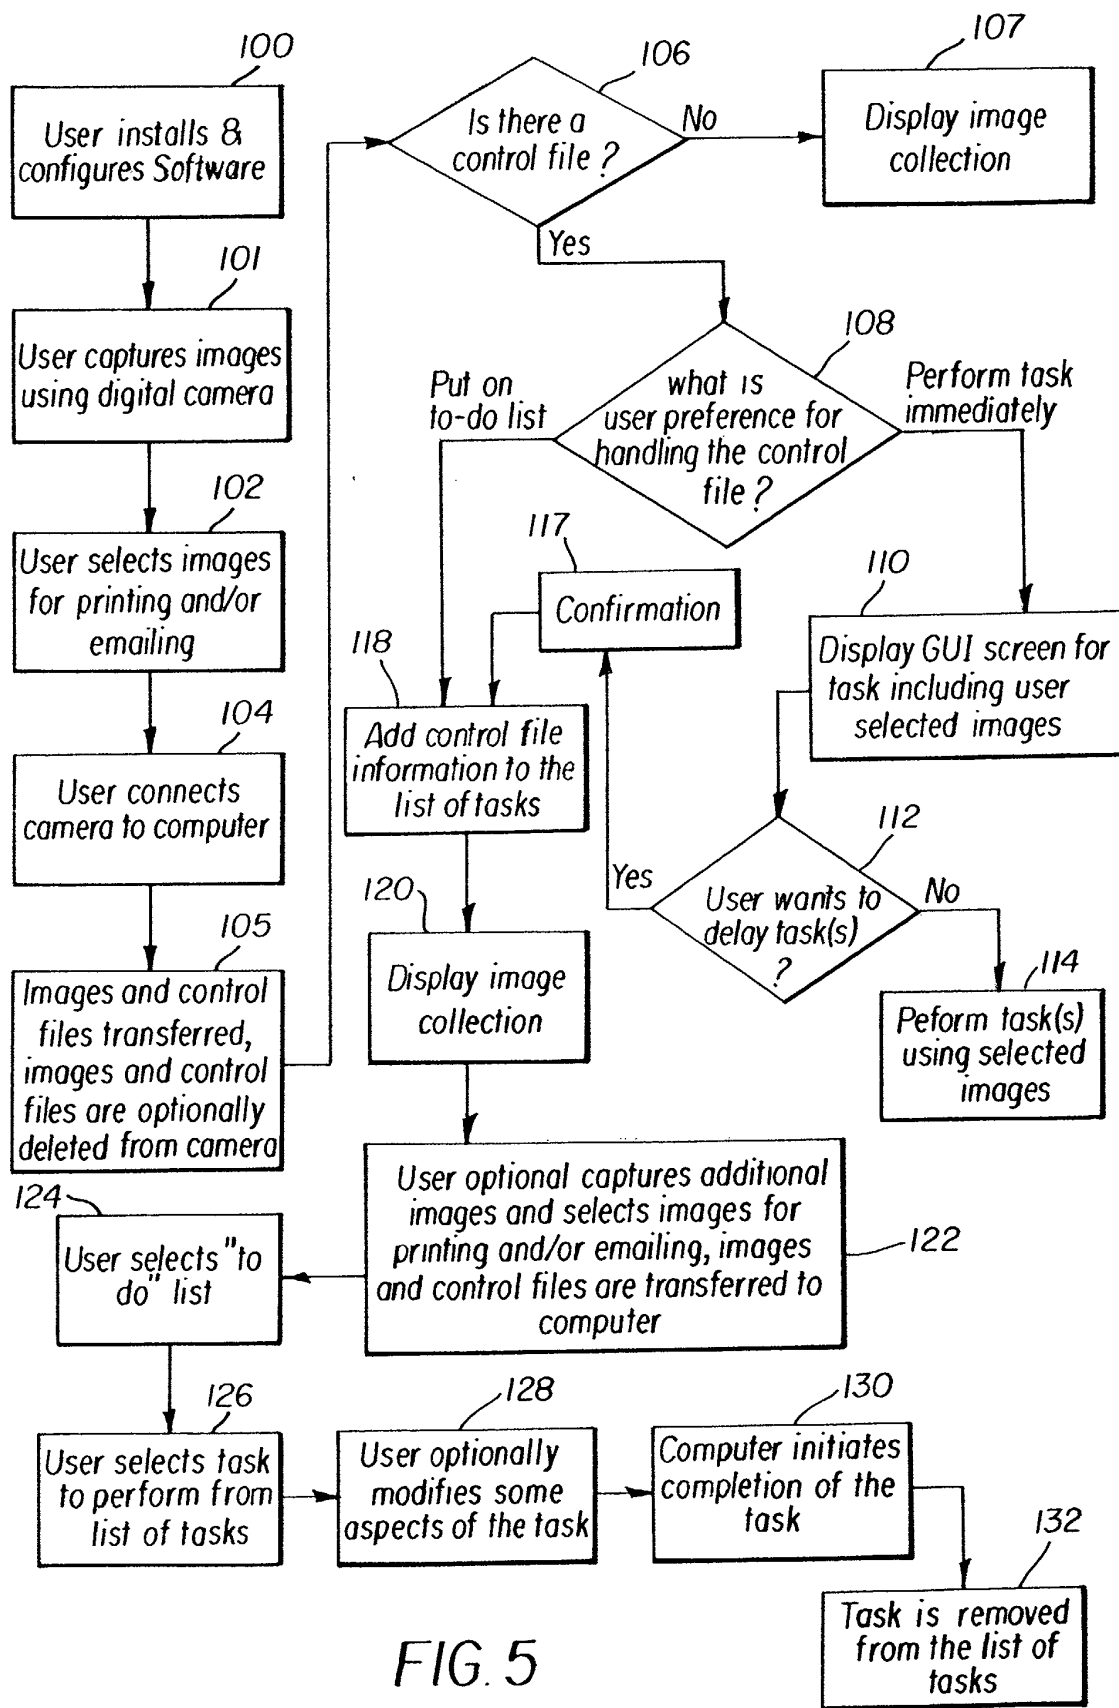 100
User installs &
configures Software
101
User captures images
using digital camera
102
User selects images
for printing and/or
emailing
104
User connects
camera to computer
105
Images and control
files transferred,
images and control
files are optionally
deleted from camera
106
Is there a
control file?
No
Yes
107
Display image
collection
108
what is
user preference for
handling the control
file?
Put on
to-do list
Perform task
immediately
110
Display GUI screen for
task including user
selected images
112
User wants to
delay task(s)
?
Yes
No
114
Peform task(s)
using selected
images
117
Confirmation
118
Add control file
information to the
list of tasks
120
Display image
collection
122
User optional captures additional
images and selects images for
printing and/or emailing, images
and control files are transferred to
computer
124
User selects "to
do" list
126
User selects task
to perform from
list of tasks
128
User optionally
modifies some
aspects of the task
130
Computer initiates
completion of the
task
132
Task is removed
from the list of
tasks
FIG. 5